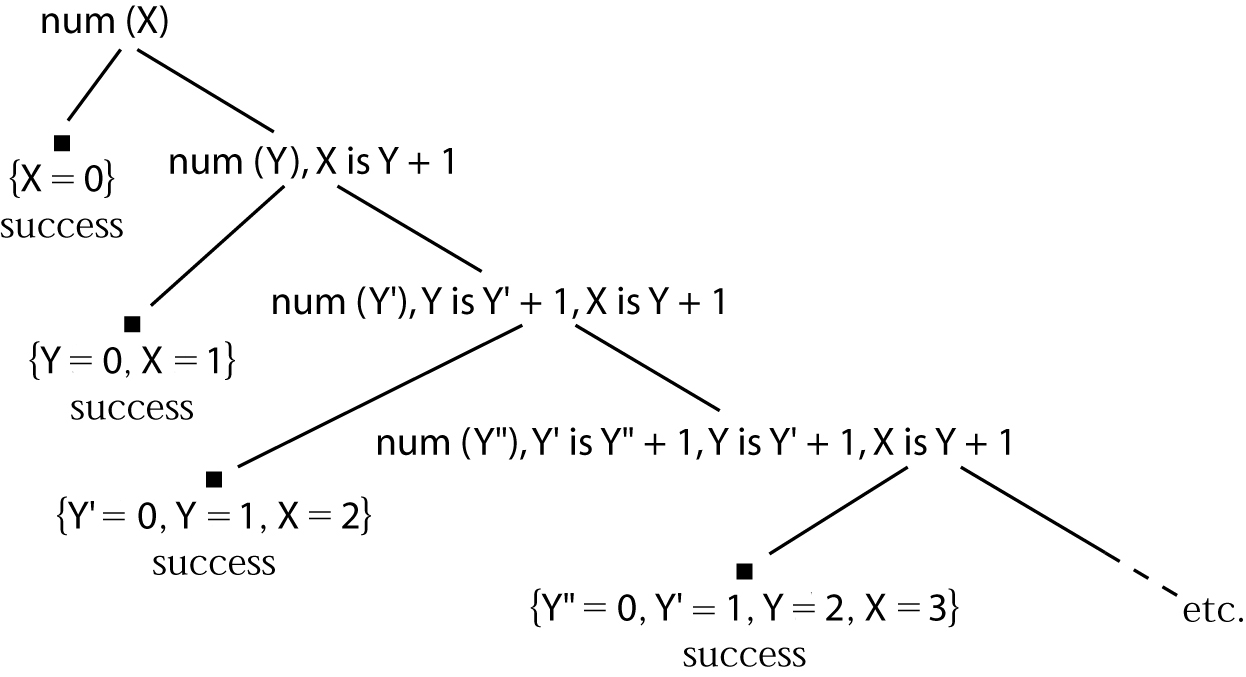 num (X)
{X = 0}
success
num (Y), X is Y + 1
{Y = 0, X = 1}
success
num (Y'), Y is Y' + 1, X is Y + 1
{Y' = 0, Y = 1, X = 2}
success
num (Y"), Y' is Y" + 1, Y is Y' + 1, X is Y + 1
{Y" = 0, Y' = 1, Y = 2, X = 3}
success
etc.